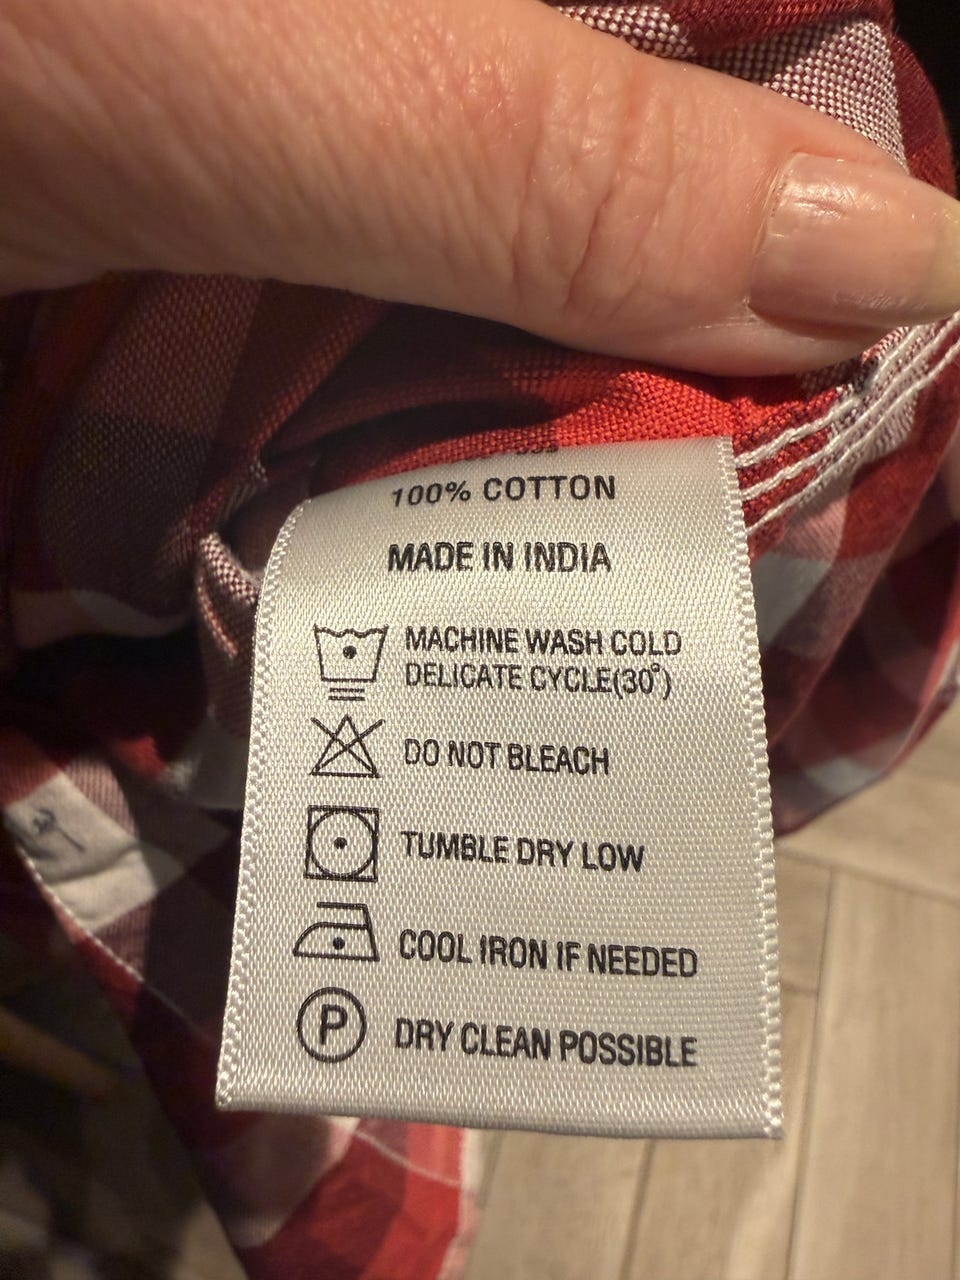 100% COTTON
MADE IN INDIA
MACHINE WASH COLD
DELICATE CYCLE(30°)
DO NOT BLEACH
TUMBLE DRY LOW
COOL IRON IF NEEDED
P
DRY CLEAN POSSIBLE